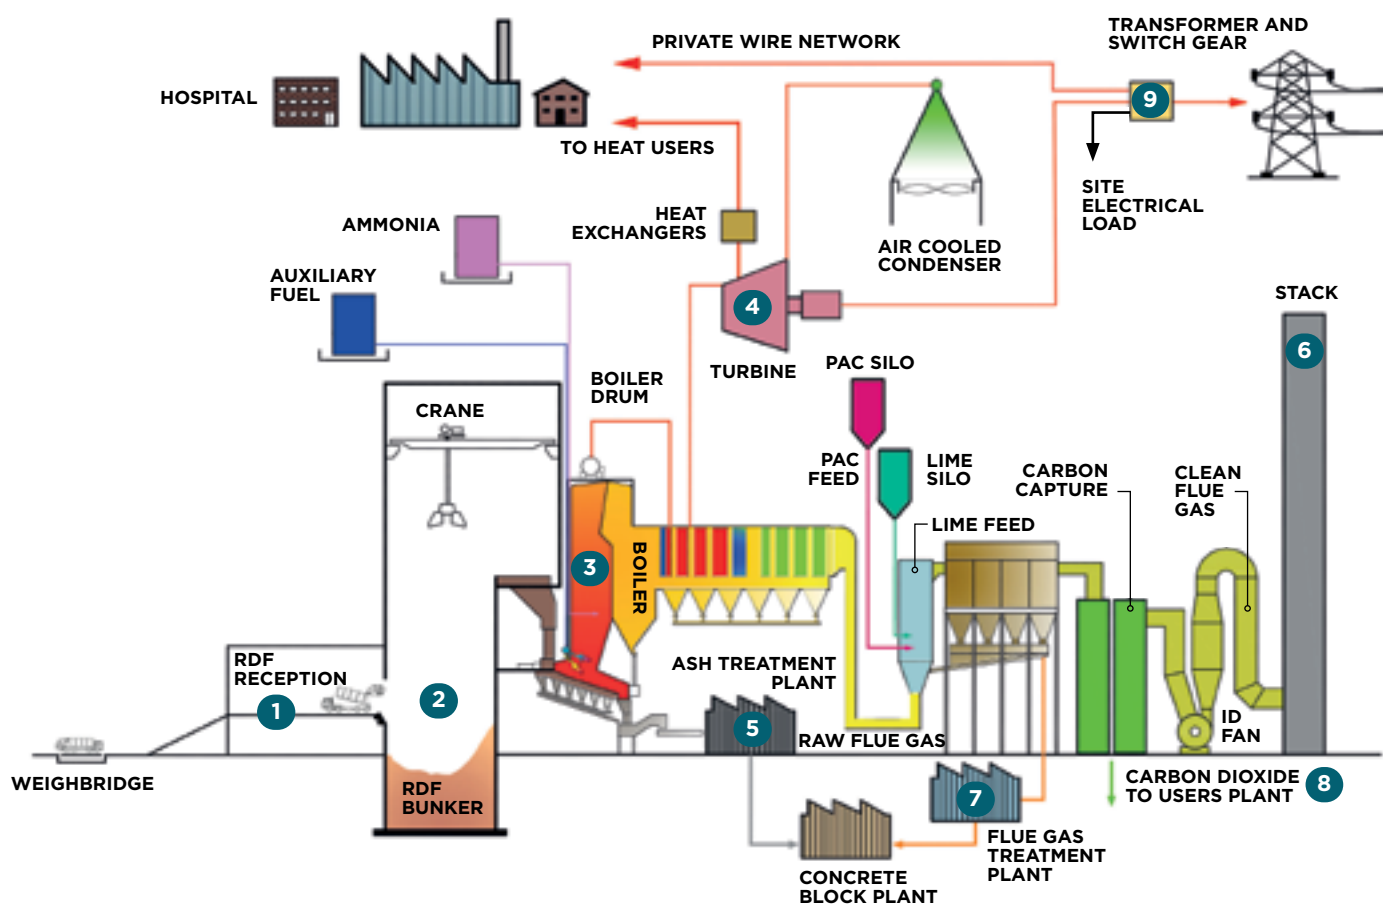 TRANSFORMER AND
SWITCH GEAR
PRIVATE WIRE NETWORK
HOSPITAL
9
TO HEAT USERS
SITE
ELECTRICAL
LOAD
AMMONIA
HEAT
EXCHANGERS
AIR COOLED
CONDENSER
AUXILIARY
FUEL
STACK
4
6
TURBINE
PAC SILO
BOILER
DRUM
CRANE
PAC
FEED
LIME
SILO
CARBON
CAPTURE
CLEAN
FLUE
GAS
LIME FEED
3
BOILER
RDF
RECEPTION
1
2
ASH TREATMENT
PLANT
5
RAW FLUE GAS
ID
FAN
WEIGHBRIDGE
RDF
BUNKER
CARBON DIOXIDE
TO USERS PLANT
8
7
FLUE GAS
TREATMENT
PLANT
CONCRETE
BLOCK PLANT